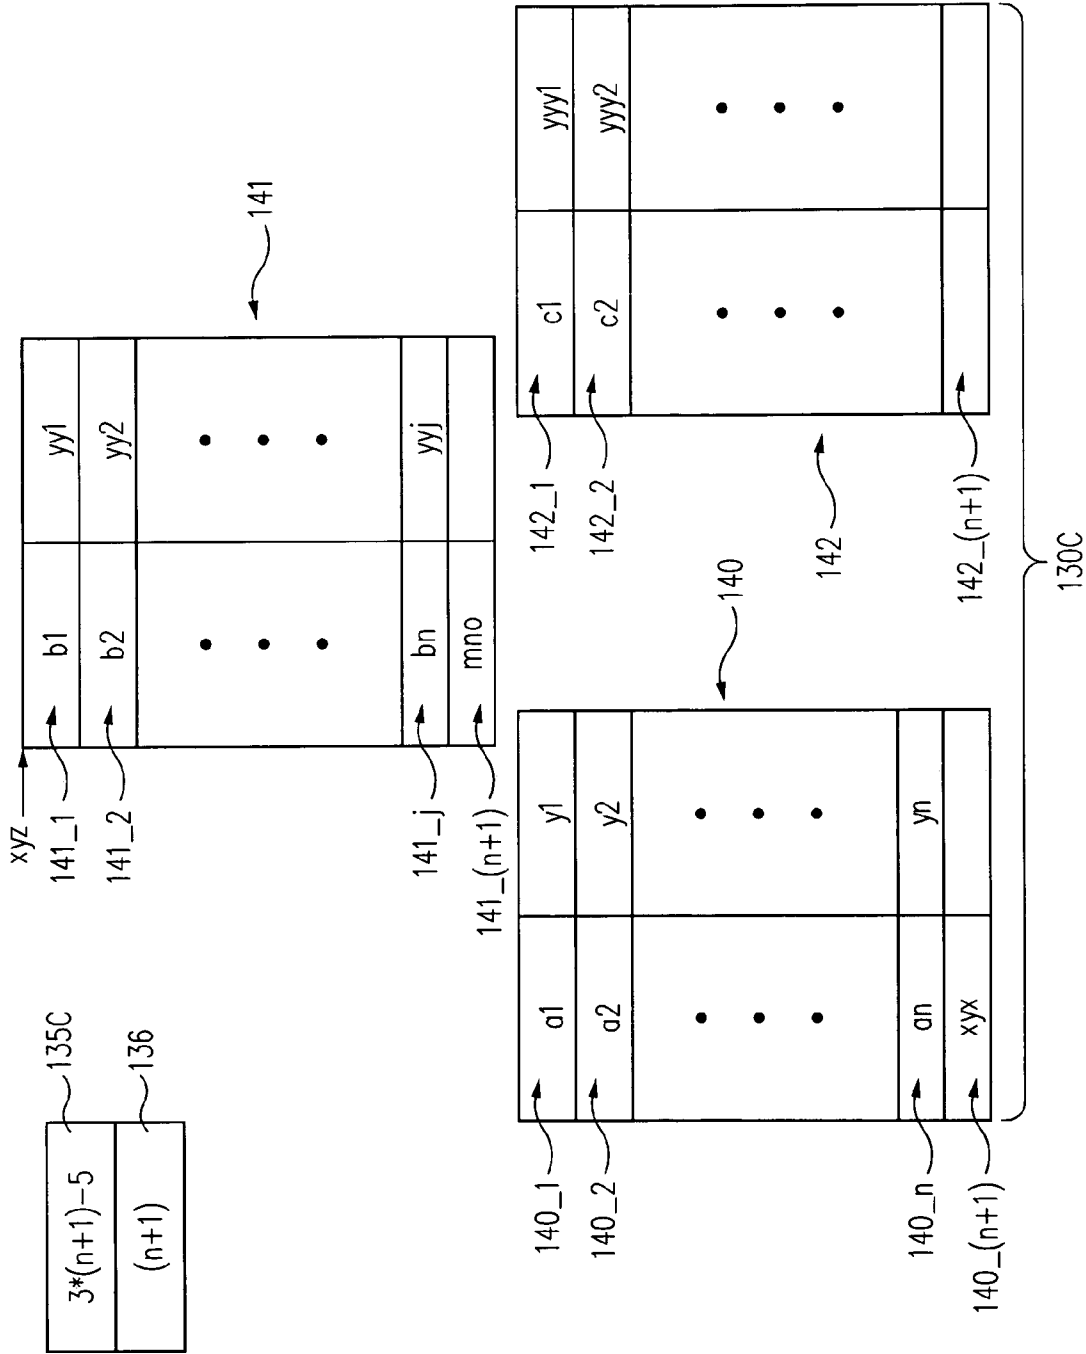 3*(n+1)-5
135C
(n+1)
136
xyz
141_1
b1
yy1
141_2
b2
yy2
141
141_j
bn
yyj
141_(n+1)
mno
140_1
a1
y1
140_2
a2
y2
140
140_n
an
yn
140_(n+1)
xyx
142_1
c1
yyy1
142_2
c2
yyy2
142
142_(n+1)
130C